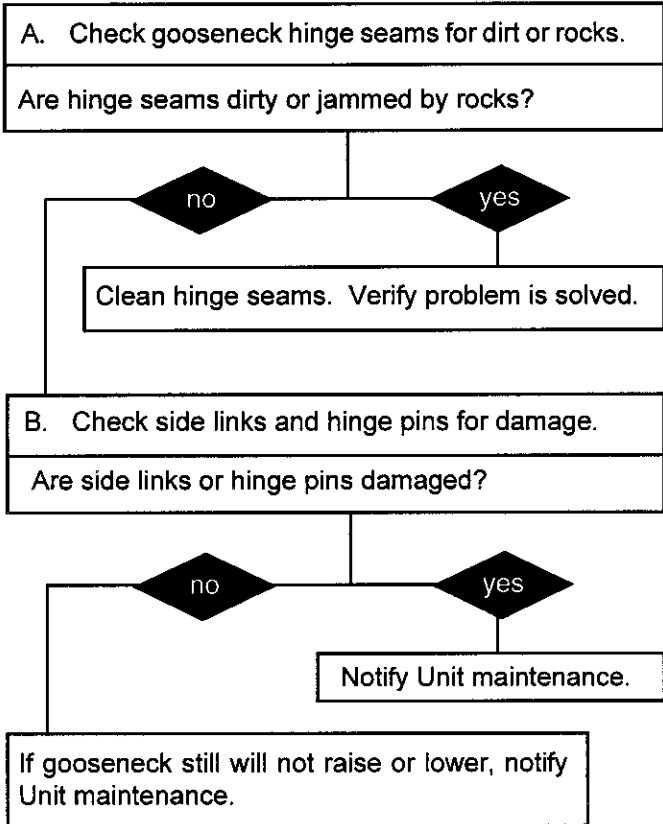 A. Check gooseneck hinge seams for dirt or rocks.
Are hinge seams dirty or jammed by rocks?
no
yes
Clean hinge seams. Verify problem is solved.
B. Check side links and hinge pins for damage.
Are side links or hinge pins damaged?
no
yes
Notify Unit maintenance.
If gooseneck still will not raise or lower, notify
Unit maintenance.